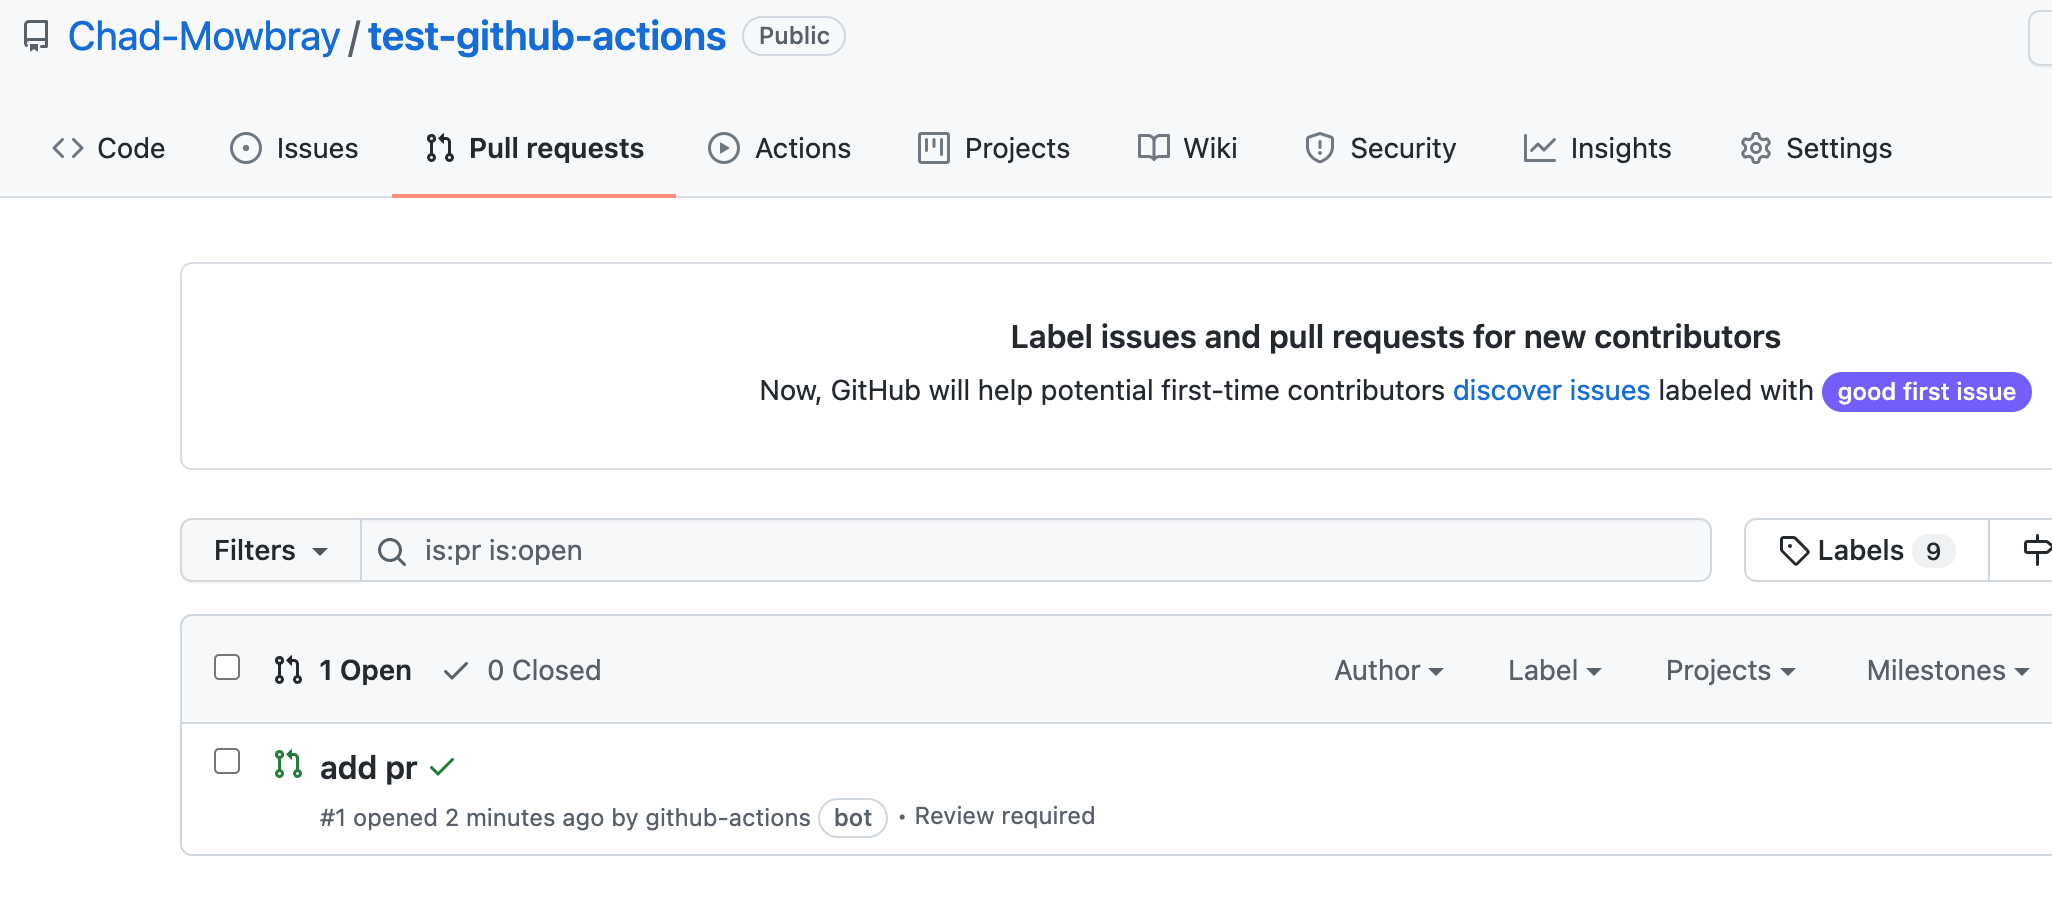 Chad-Mowbray / test-github-actions Public
Code Issues Pull requests Actions Projects Wiki Security Insights Settings
Label issues and pull requests for new contributors
Now, GitHub will help potential first-time contributors discover issues labeled with good first issue
Filters is:pr is:open Labels 9
1 Open 0 Closed Author Label Projects Milestones
add pr
#1 opened 2 minutes ago by github-actions bot • Review required